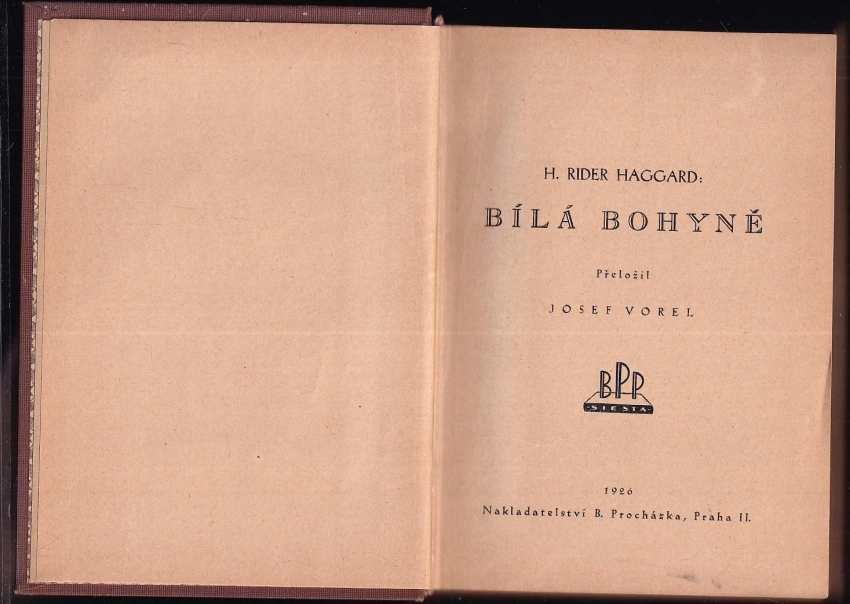 H. RIDER HAGGARD:
BÍLÁ BOHYNĚ
Přeložil
JOSEF VOREL
BPP
SIESTA
1926
Nakladatelství B. Procházka, Praha II.